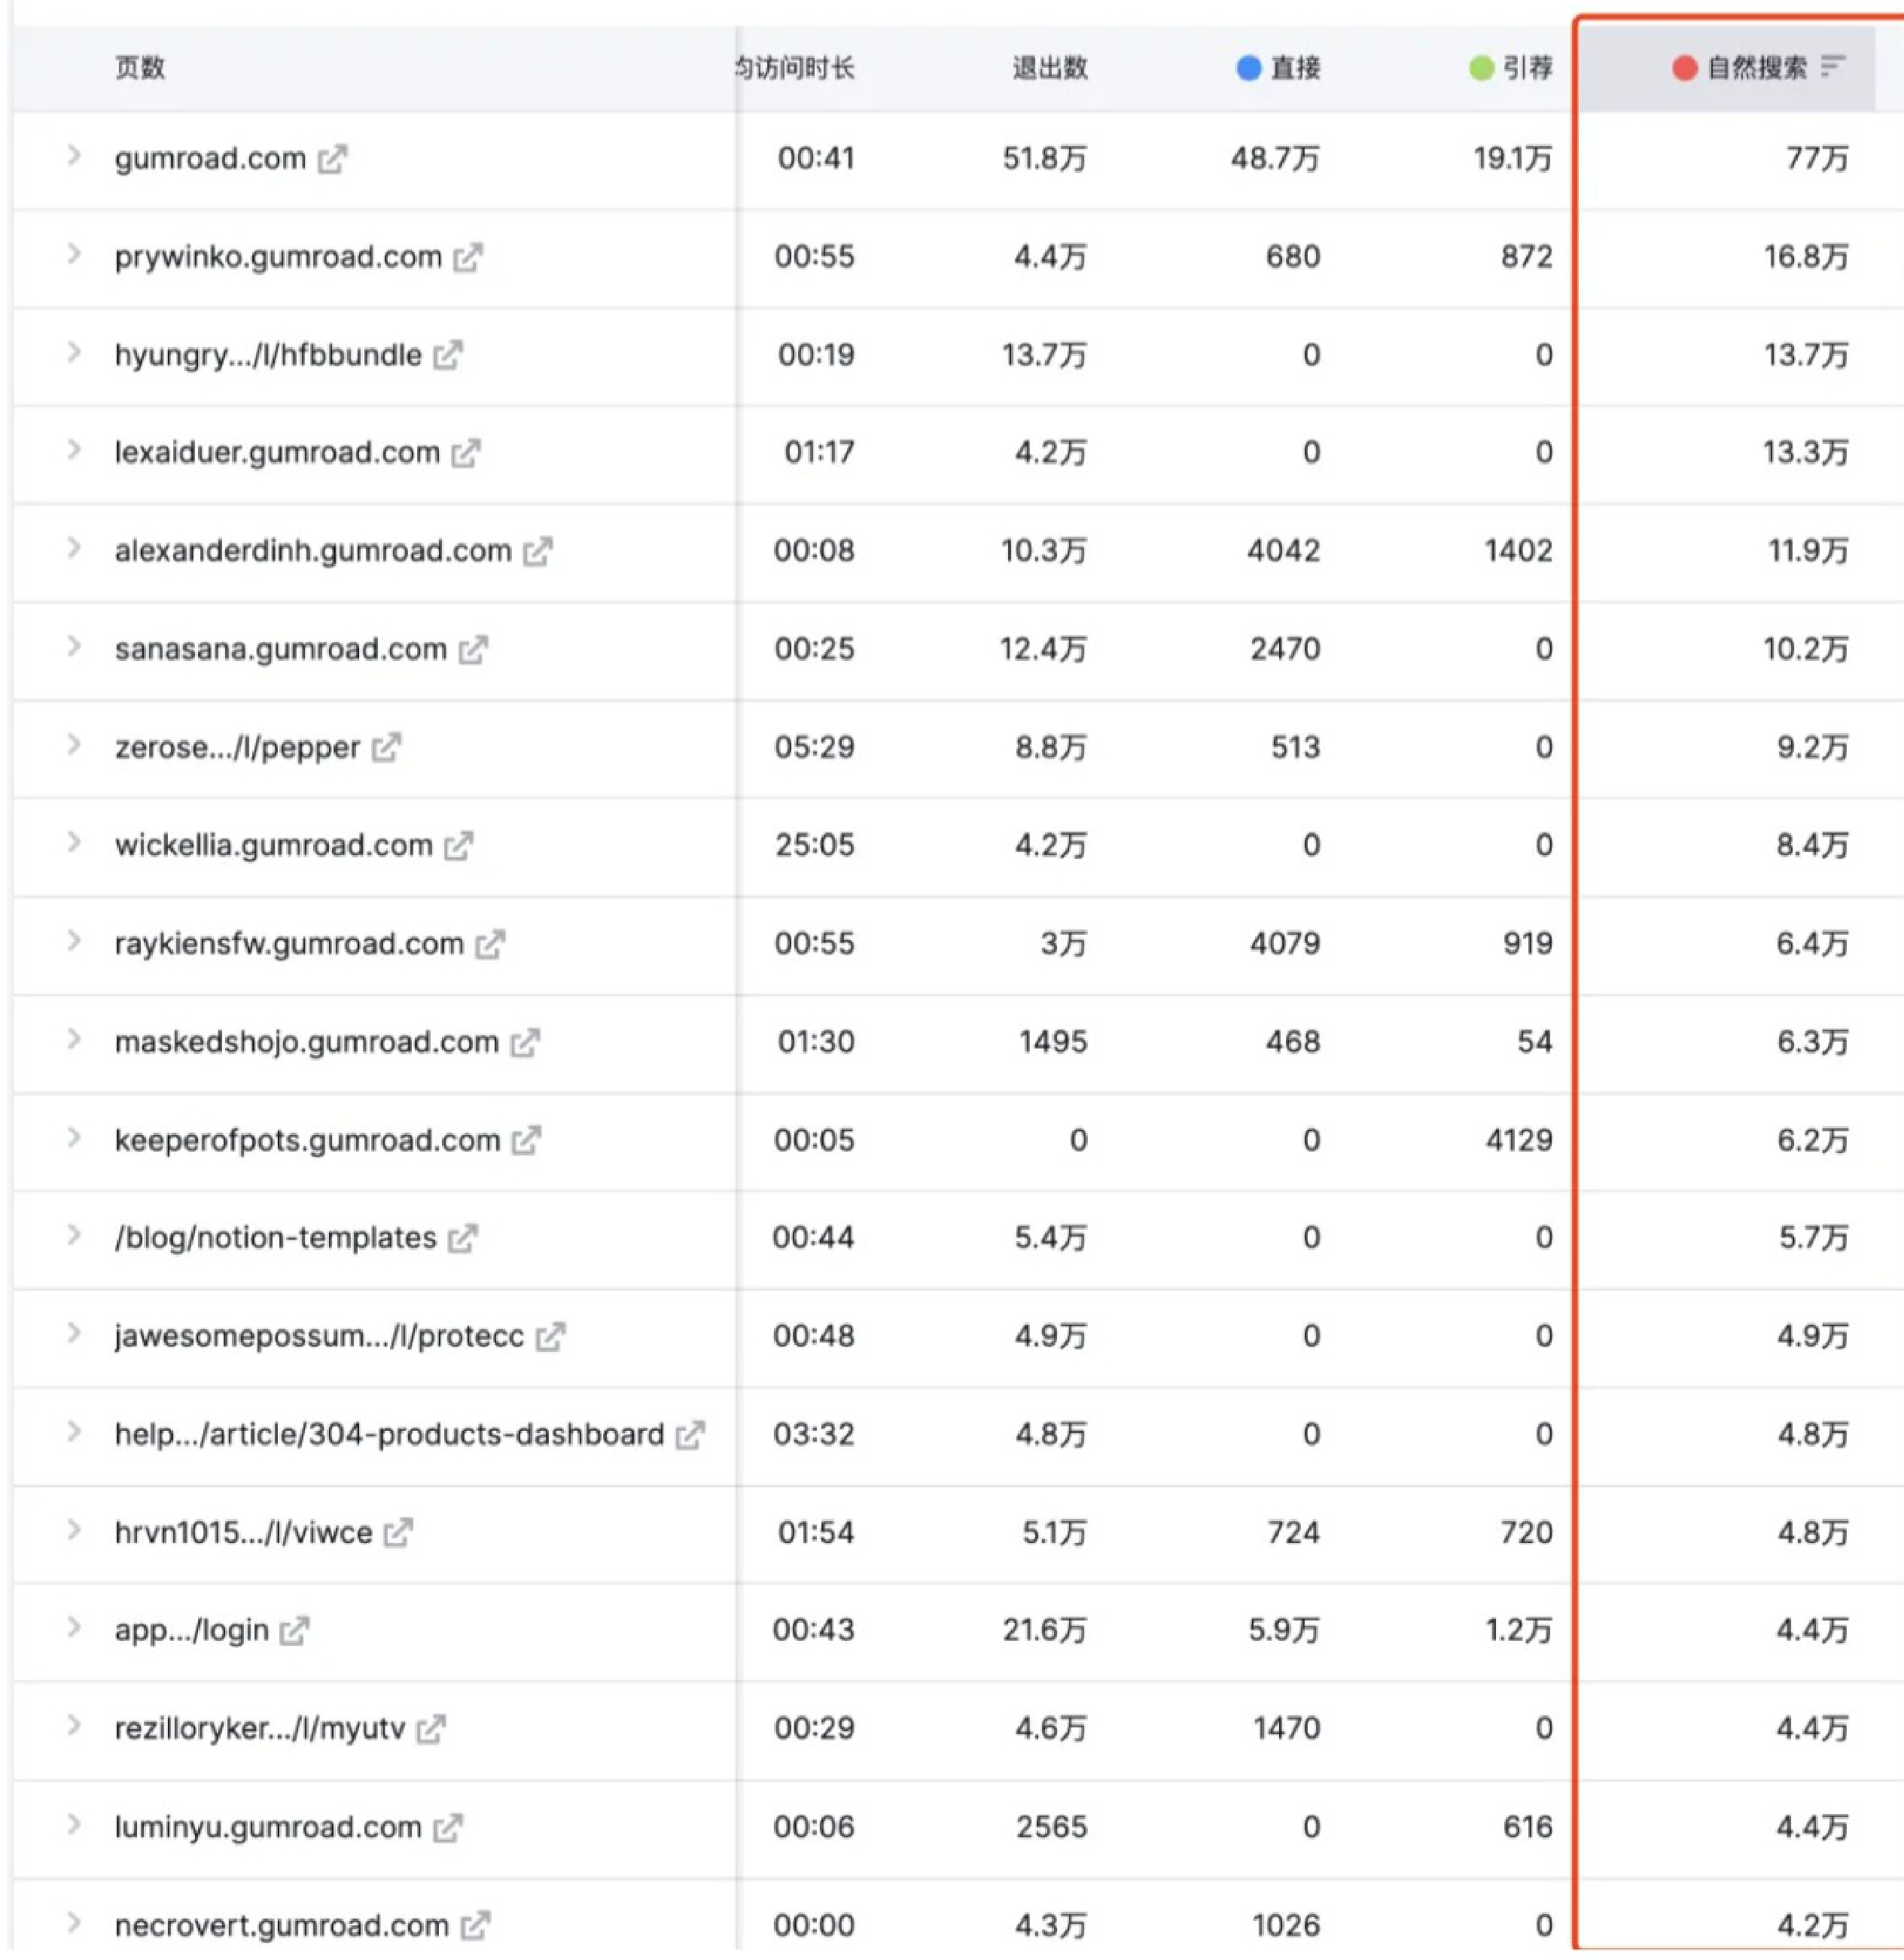 页数 均访问时长 退出数 直接 引荐 自然搜索
gumroad.com 00:41 51.8万 48.7万 19.1万 77万
prywinko.gumroad.com 00:55 4.4万 680 872 16.8万
hyungry.../l/hfbbundle 00:19 13.7万 0 0 13.7万
lexaiduer.gumroad.com 01:17 4.2万 0 0 13.3万
alexanderdinh.gumroad.com 00:08 10.3万 4042 1402 11.9万
sanasana.gumroad.com 00:25 12.4万 2470 0 10.2万
zerose.../l/pepper 05:29 8.8万 513 0 9.2万
wickellia.gumroad.com 25:05 4.2万 0 0 8.4万
raykiensfw.gumroad.com 00:55 3万 4079 919 6.4万
maskedshojo.gumroad.com 01:30 1495 468 54 6.3万
keeperofpots.gumroad.com 00:05 0 0 4129 6.2万
/blog/notion-templates 00:44 5.4万 0 0 5.7万
jawesomepossum.../l/protecc 00:48 4.9万 0 0 4.9万
help.../article/304-products-dashboard 03:32 4.8万 0 0 4.8万
hrvn1015.../l/viwce 01:54 5.1万 724 720 4.8万
app.../login 00:43 21.6万 5.9万 1.2万 4.4万
rezilloryker.../l/myutv 00:29 4.6万 1470 0 4.4万
luminyu.gumroad.com 00:06 2565 0 616 4.4万
necrovert.gumroad.com 00:00 4.3万 1026 0 4.2万